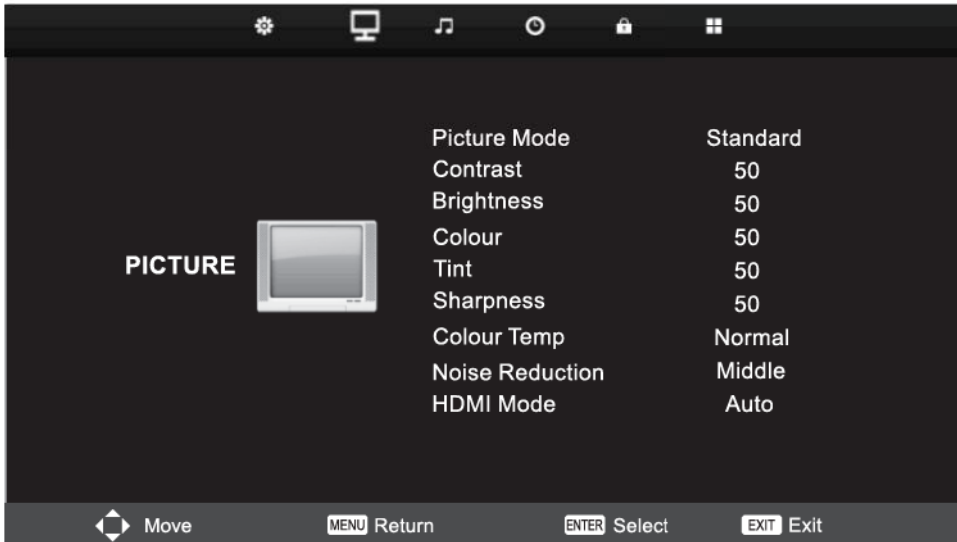 Picture Mode Standard
Contrast 50
Brightness 50
Colour 50
PICTURE
Tint 50
Sharpness 50
Colour Temp Normal
Noise Reduction Middle
HDMI Mode Auto
Move MENU Return ENTER Select EXIT Exit